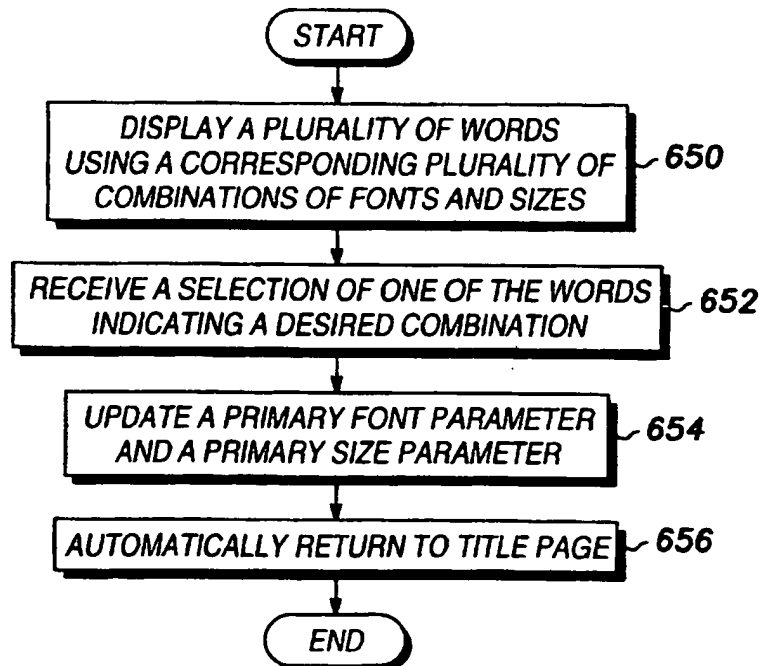 START
DISPLAY A PLURALITY OF WORDS
USING A CORRESPONDING PLURALITY OF
COMBINATIONS OF FONTS AND SIZES
650
RECEIVE A SELECTION OF ONE OF THE WORDS
INDICATING A DESIRED COMBINATION
652
UPDATE A PRIMARY FONT PARAMETER
AND A PRIMARY SIZE PARAMETER
654
AUTOMATICALLY RETURN TO TITLE PAGE
656
END